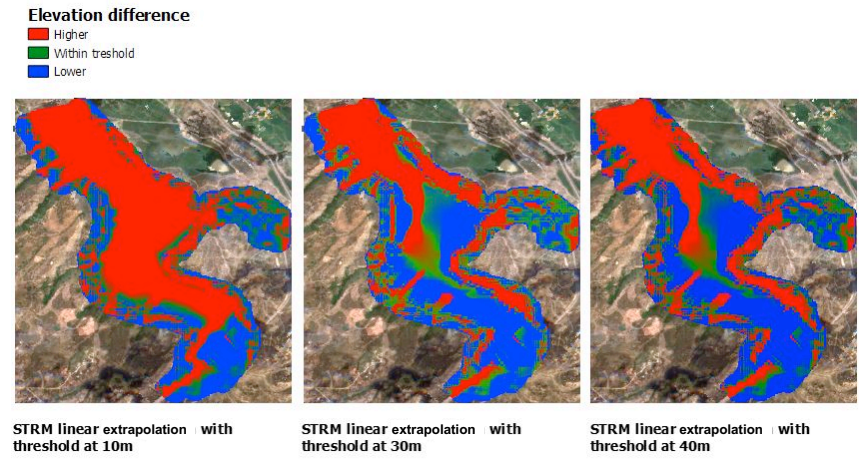 Elevation difference
Higher
Within treshold
Lower
STRM linear extrapolation with
threshold at 10m
STRM linear extrapolation with
threshold at 30m
STRM linear extrapolation with
threshold at 40m